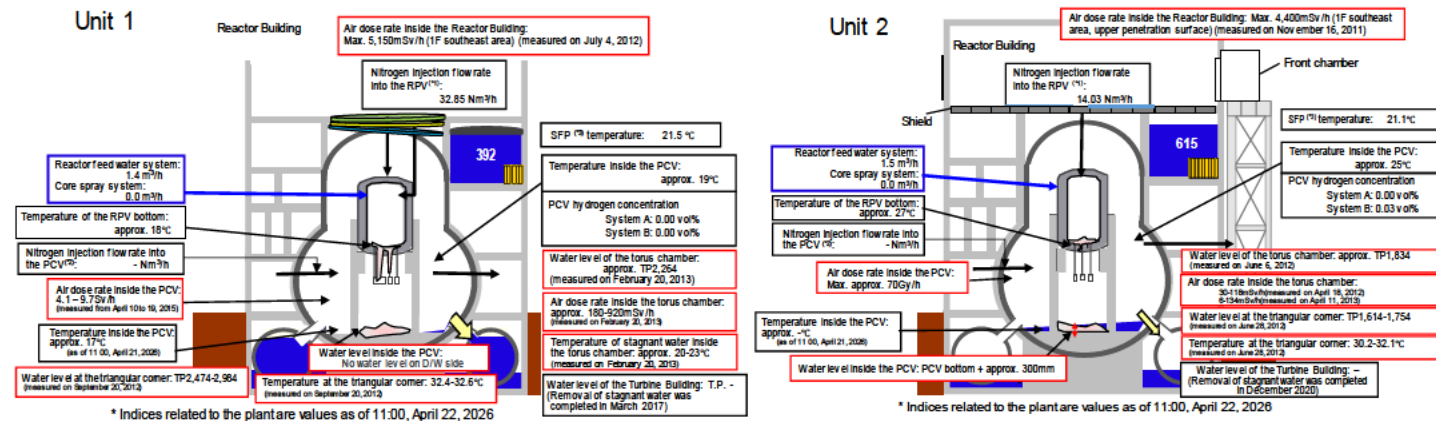 Unit 1
Reactor Building
Air dose rate inside the Reactor Building:
Max. 5,150mSv/h (1F southeast area) (measured on July 4, 2012)
Nitrogen injection flow rate
into the RPV(*1):
32.85 Nm³/h
392
SFP (*3) temperature: 21.5 ℃
Reactor feed water system:
1.4 m³/h
Core spray system:
0.0 m³/h
Temperature inside the PCV:
approx. 19℃
PCV hydrogen concentration
System A: 0.00 vol%
System B: 0.00 vol%
Temperature of the RPV bottom:
approx. 18℃
Nitrogen injection flow rate into
the PCV(*2): - Nm³/h
Air dose rate inside the PCV:
4.1 – 9.7Sv/h
(measured from April 10 to 19, 2015)
Temperature inside the PCV:
approx. 17℃
(as of 11:00, April 21, 2026)
Water level at the triangular corner: TP2,474-2,984
(measured on September 20, 2012)
Water level inside the PCV:
No water level on D/W side
Temperature at the triangular corner: 32.4-32.6℃
(measured on September 20, 2012)
Water level of the torus chamber:
approx. TP2,264
(measured on February 20, 2013)
Air dose rate inside the torus chamber:
approx. 180-920mSv/h
(measured on February 20, 2013)
Temperature of stagnant water inside
the torus chamber: approx. 20-23℃
(measured on February 20, 2013)
Water level of the Turbine Building: T.P. -
(Removal of stagnant water was
completed in March 2017)
* Indices related to the plant are values as of 11:00, April 22, 2026
Unit 2
Reactor Building
Air dose rate inside the Reactor Building: Max. 4,400mSv/h (1F southeast
area, upper penetration surface) (measured on November 16, 2011)
Nitrogen injection flow rate
into the RPV (*1):
14.03 Nm³/h
Front chamber
Shield
615
SFP (*3) temperature: 21.1℃
Reactor feed water system:
1.5 m³/h
Core spray system:
0.0 m³/h
Temperature inside the PCV:
approx. 25℃
PCV hydrogen concentration
System A: 0.00 vol%
System B: 0.03 vol%
Temperature of the RPV bottom:
approx. 27℃
Nitrogen injection flow rate into
the PCV (*2): - Nm³/h
Air dose rate inside the PCV:
Max. approx. 70Gy/h
Temperature inside the PCV:
approx. -℃
(as of 11:00, April 21, 2026)
Water level inside the PCV: PCV bottom + approx. 300mm
Water level of the torus chamber: approx. TP1,834
(measured on June 6, 2012)
Air dose rate inside the torus chamber:
30-118mSv/h(measured on April 18, 2012)
6-134mSv/h(measured on April 11, 2013)
Water level at the triangular corner: TP1,614-1,754
(measured on June 28, 2012)
Temperature at the triangular corner: 30.2-32.1℃
(measured on June 28, 2012)
Water level of the Turbine Building: –
(Removal of stagnant water was completed
in December 2020)
* Indices related to the plant are values as of 11:00, April 22, 2026